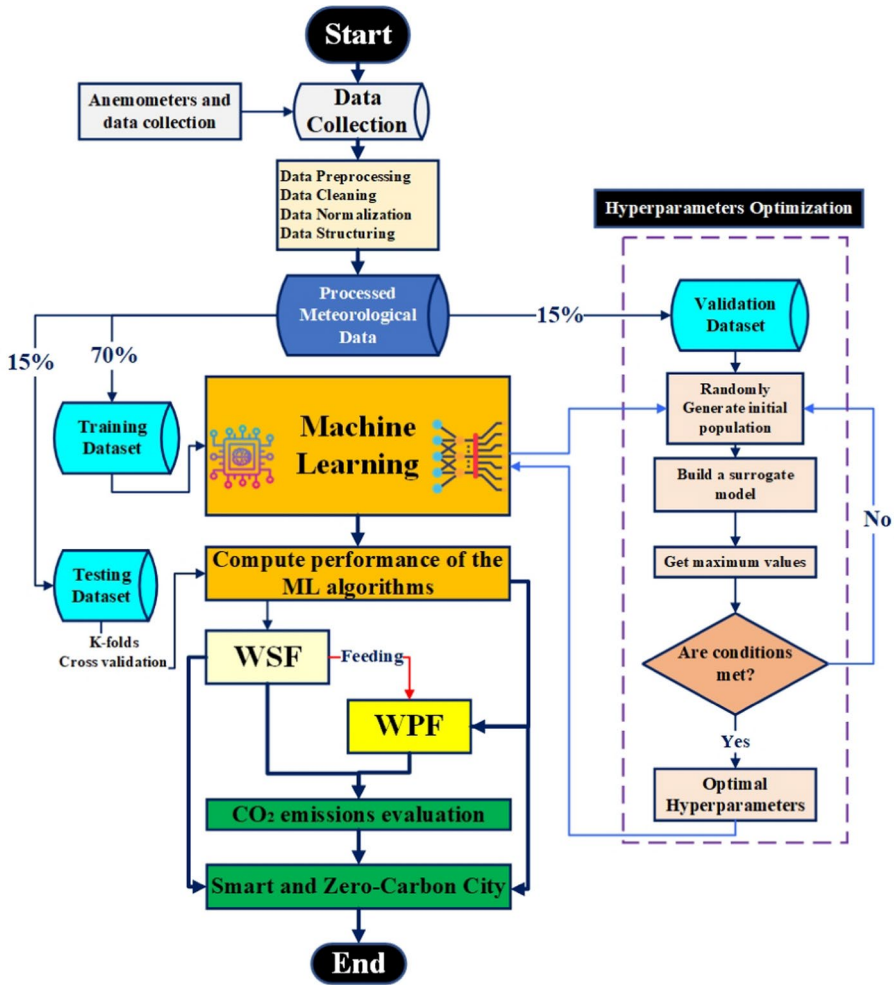 Start
Anemometers and
data collection
Data
Collection
Data Preprocessing
Data Cleaning
Data Normalization
Data Structuring
Hyperparameters Optimization
Processed
Meteorological
Data
15%
Validation
Dataset
15%
70%
Training
Dataset
Machine
Learning
Randomly
Generate initial
population
Build a surrogate
model
No
Get maximum values
Testing
Dataset
Compute performance of the
ML algorithms
K-folds
Cross validation
WSF
Feeding
Are conditions
met?
WPF
Yes
Optimal
Hyperparameters
CO₂ emissions evaluation
Smart and Zero-Carbon City
End